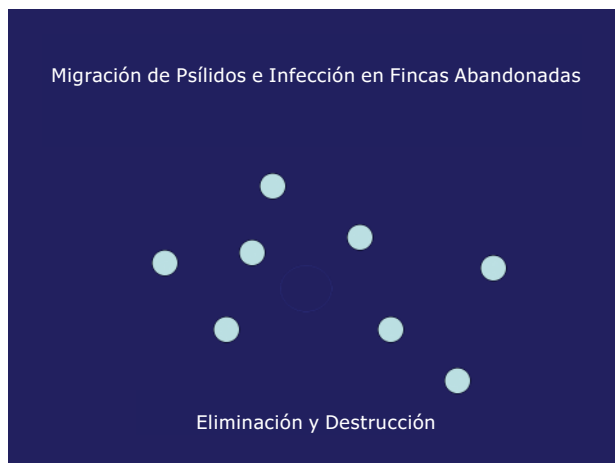 Migración de Psílidos e Infección en Fincas Abandonadas
Eliminación y Destrucción